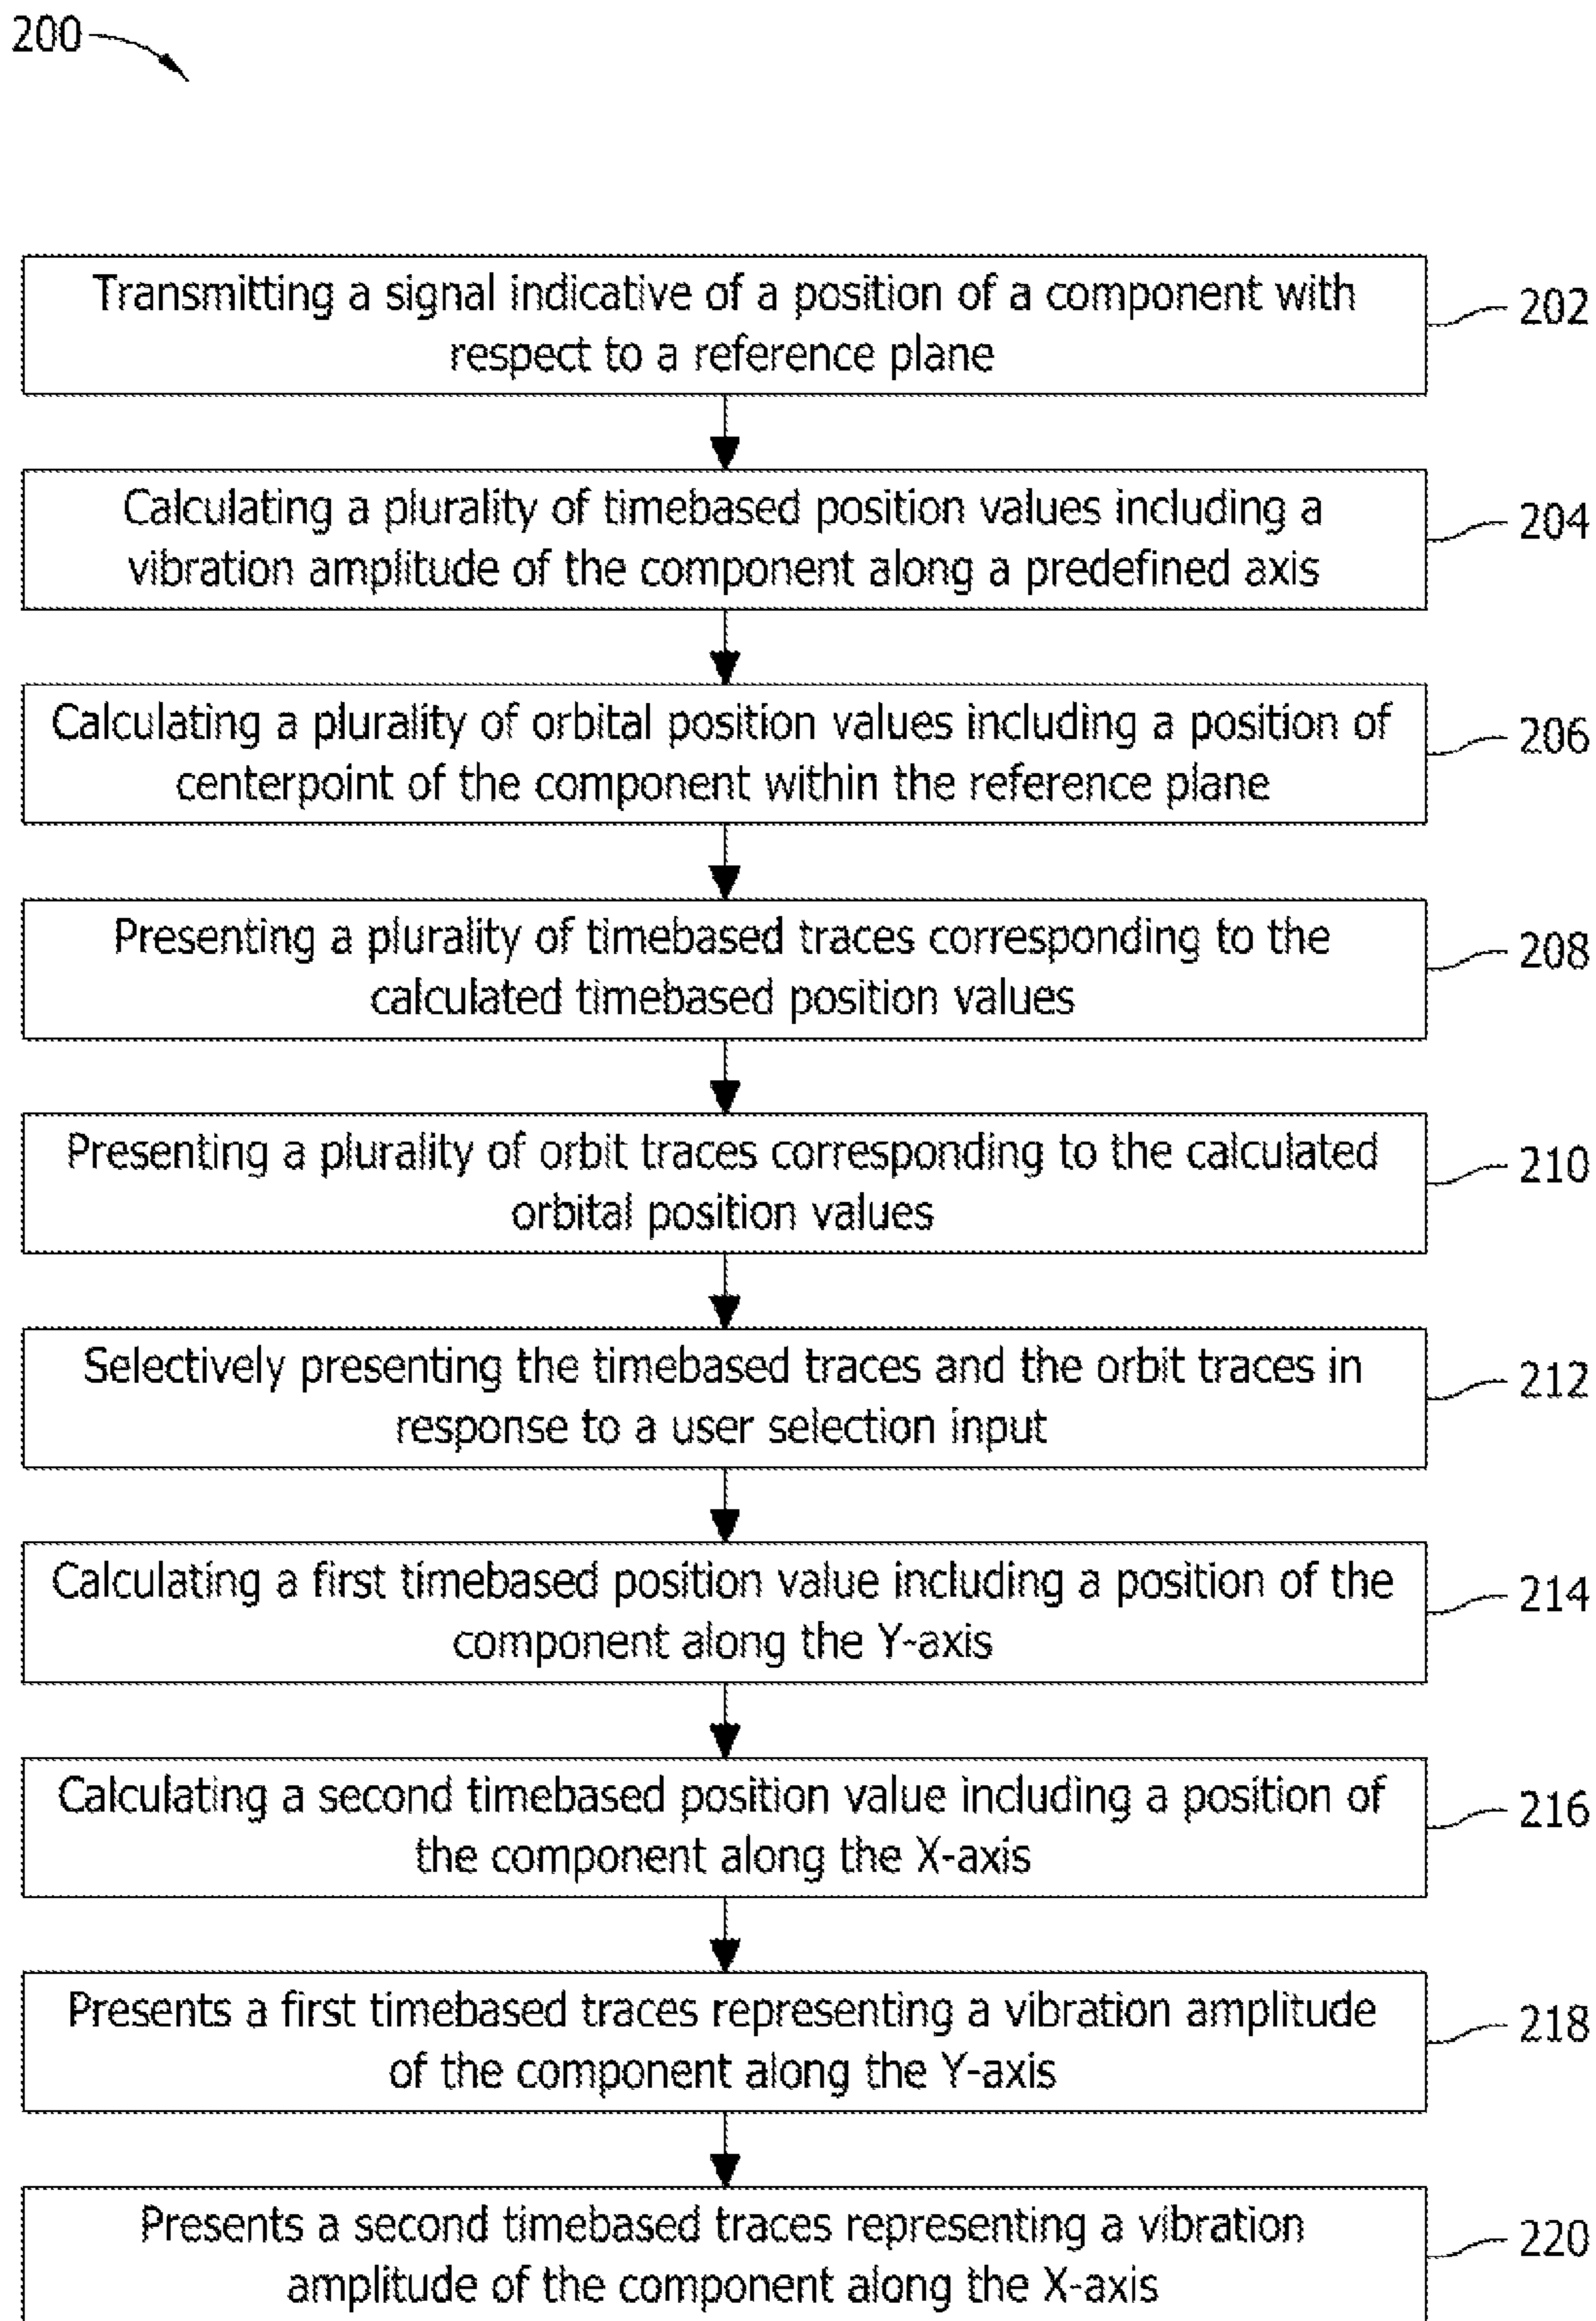 200
Transmitting a signal indicative of a position of a component with
respect to a reference plane
202
Calculating a plurality of timebased position values including a
vibration amplitude of the component along a predefined axis
204
Calculating a plurality of orbital position values including a position of
centerpoint of the component within the reference plane
206
Presenting a plurality of timebased traces corresponding to the
calculated timebased position values
208
Presenting a plurality of orbit traces corresponding to the calculated
orbital position values
210
Selectively presenting the timebased traces and the orbit traces in
response to a user selection input
212
Calculating a first timebased position value including a position of the
component along the Y-axis
214
Calculating a second timebased position value including a position of
the component along the X-axis
216
Presents a first timebased traces representing a vibration amplitude
of the component along the Y-axis
218
Presents a second timebased traces representing a vibration
amplitude of the component along the X-axis
220